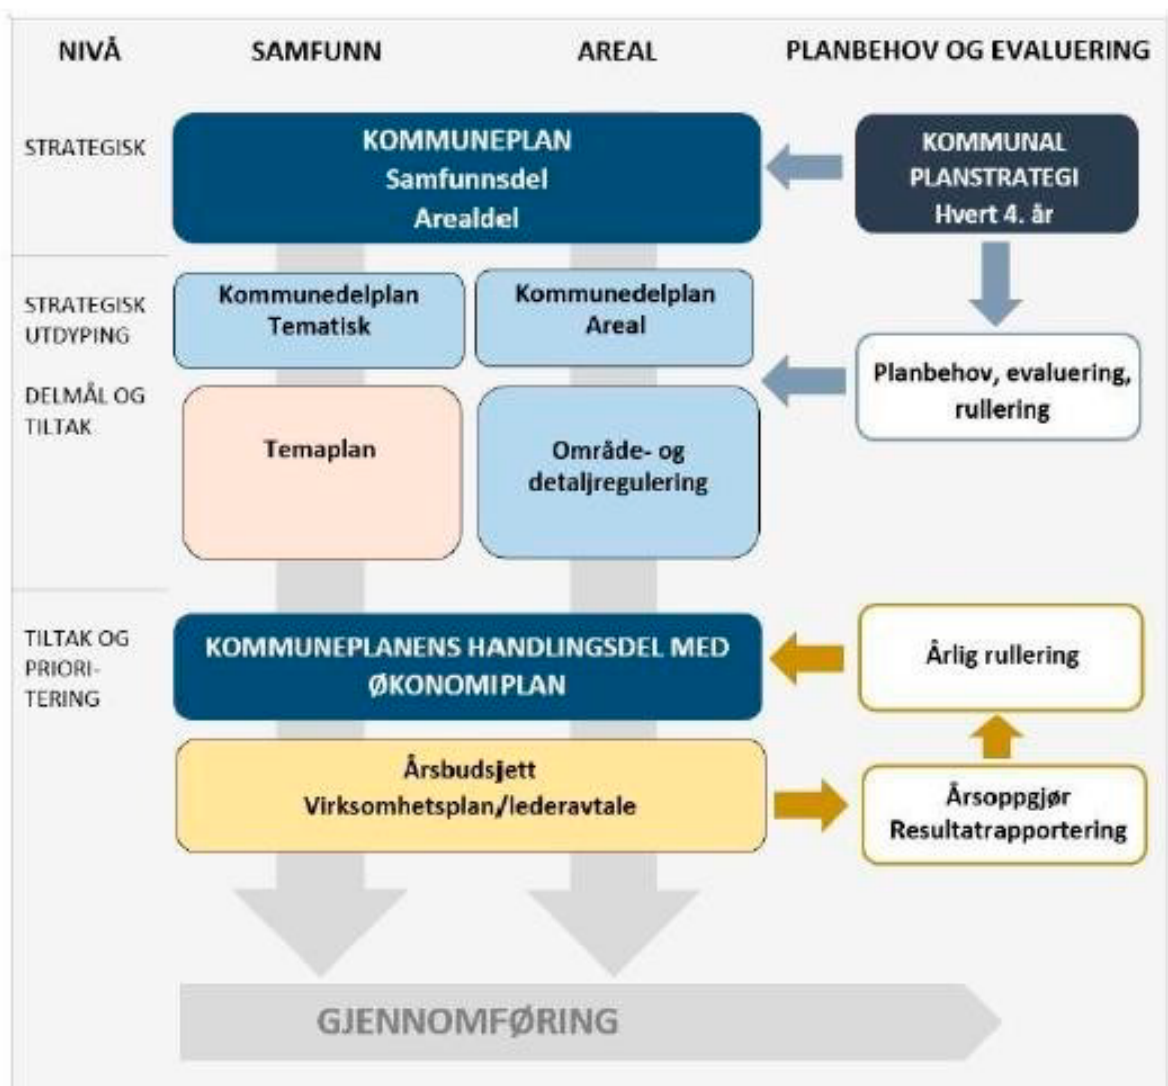 NIVÅ
SAMFUNN
AREAL
PLANBEHOV OG EVALUERING
STRATEGISK
KOMMUNEPLAN
Samfunnsdel
Arealdel
KOMMUNAL
PLANSTRATEGI
Hvert 4. år
STRATEGISK
UTDYPING
Kommunedelplan
Tematisk
Kommunedelplan
Areal
Planbehov, evaluering,
rullering
DELMÅL OG
TILTAK
Temaplan
Område- og
detaljregulering
TILTAK OG
PRIORI-
TERING
KOMMUNEPLANENS HANDLINGSDEL MED
ØKONOMIPLAN
Årlig rullering
Årsbudsjett
Virksomhetsplan/lederavtale
Årsoppgjør
Resultatrapportering
GJENNOMFØRING